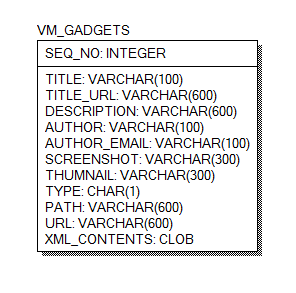 VM_GADGETS
SEQ_NO: INTEGER
TITLE: VARCHAR(100)
TITLE_URL: VARCHAR(600)
DESCRIPTION: VARCHAR(600)
AUTHOR: VARCHAR(100)
AUTHOR_EMAIL: VARCHAR(100)
SCREENSHOT: VARCHAR(300)
THUMNAIL: VARCHAR(300)
TYPE: CHAR(1)
PATH: VARCHAR(600)
URL: VARCHAR(600)
XML_CONTENTS: CLOB